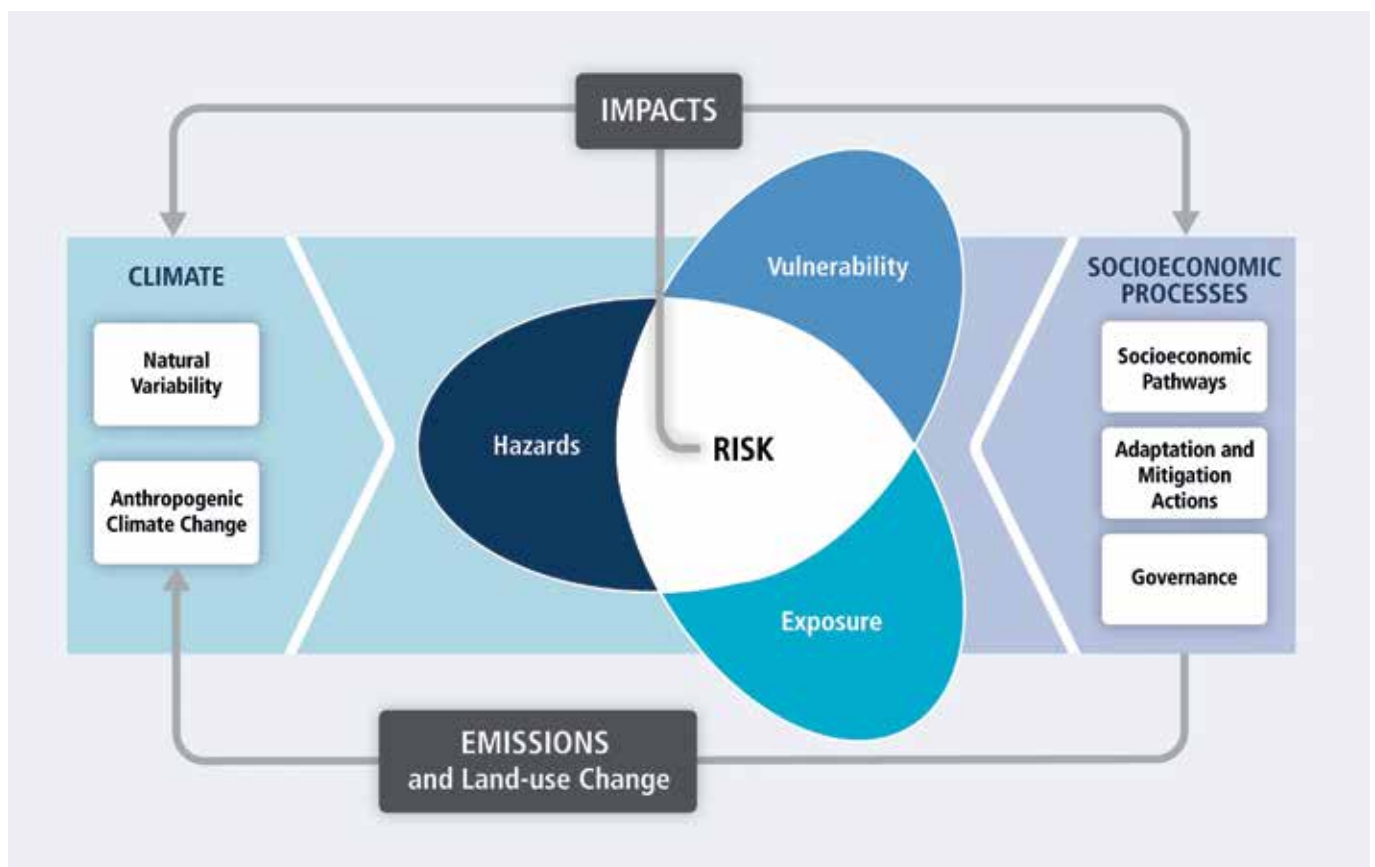 IMPACTS
CLIMATE
Natural
Variability
Anthropogenic
Climate Change
Vulnerability
Hazards
RISK
Exposure
SOCIOECONOMIC
PROCESSES
Socioeconomic
Pathways
Adaptation and
Mitigation
Actions
Governance
EMISSIONS
and Land-use Change